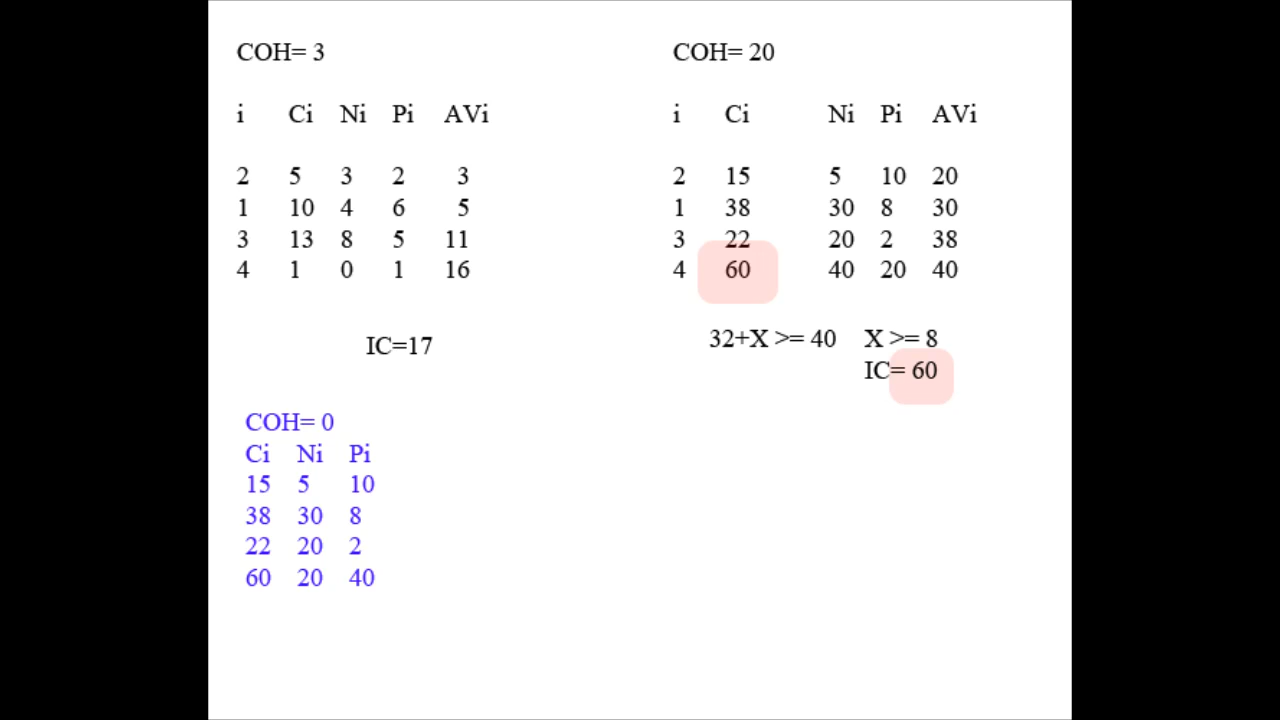 COH= 3
i Ci Ni Pi AVi
2 5 3 2 3
1 10 4 6 5
3 13 8 5 11
4 1 0 1 16
IC=17
COH= 20
i Ci Ni Pi AVi
2 15 5 10 20
1 38 30 8 30
3 22 20 2 38
4 60 40 20 40
32+X >= 40 X >= 8
IC= 60
COH= 0
Ci Ni Pi
15 5 10
38 30 8
22 20 2
60 20 40